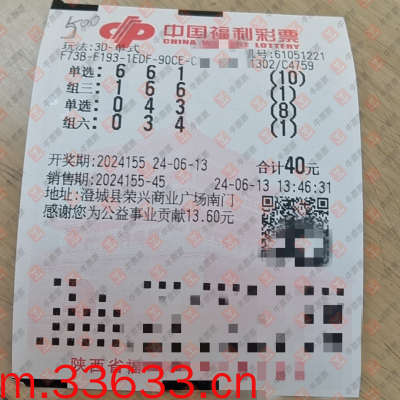 500
中国福利彩票
CHINA WELFARE LOTTERY
玩法:3D-单式
61051221
F73B-E193-1EDF-90CE-C
1302/C4759
单选: 6 6 1 (10)
组三: 1 6 6 (1)
单选: 0 4 3 (8)
组六: 0 3 4 (1)
开奖期:2024155 24-06-13 合计40元
销售期:2024155-45 24-06-13 13:46:31
地址:澄城县荣兴商业广场南门
感谢您为公益事业贡献13.60元
陕西省福
m.33633.cn